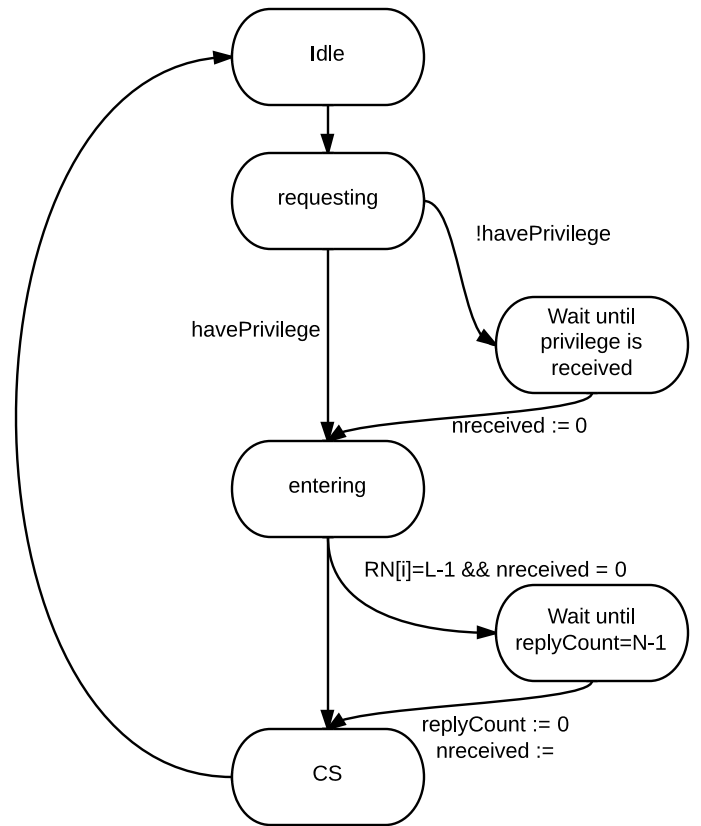 Idle
requesting
!havePrivilege
havePrivilege
Wait until
privilege is
received
nreceived := 0
entering
RN[i]=L-1 && nreceived = 0
Wait until
replyCount=N-1
replyCount := 0
nreceived :=
CS